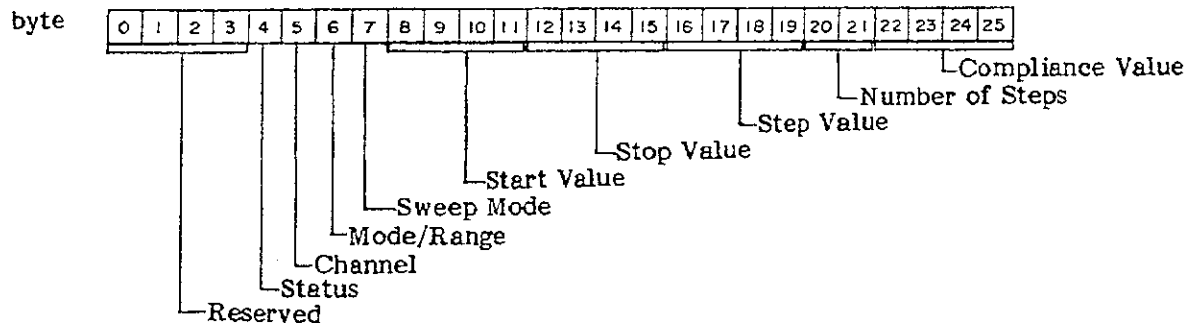 byte 0 1 2 3 4 5 6 7 8 9 10 11 12 13 14 15 16 17 18 19 20 21 22 23 24 25
Compliance Value
Number of Steps
Step Value
Stop Value
Start Value
Sweep Mode
Mode/Range
Channel
Status
Reserved